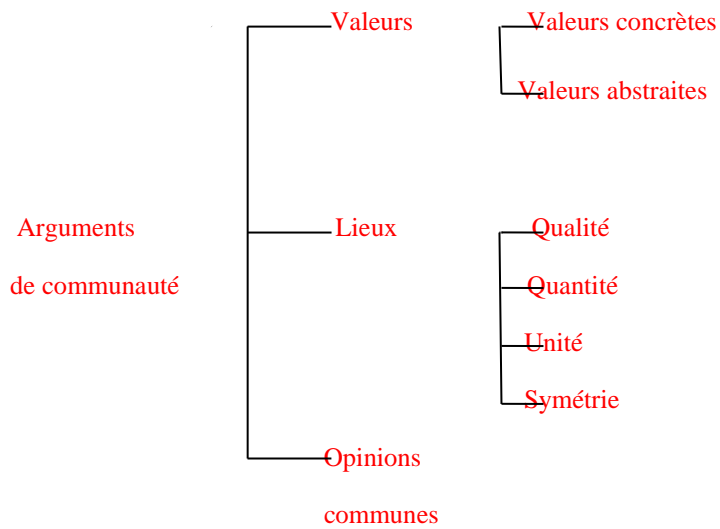 Valeurs
Valeurs concrètes
Valeurs abstraites
Arguments
de communauté
Lieux
Qualité
Quantité
Unité
Symétrie
Opinions
communes